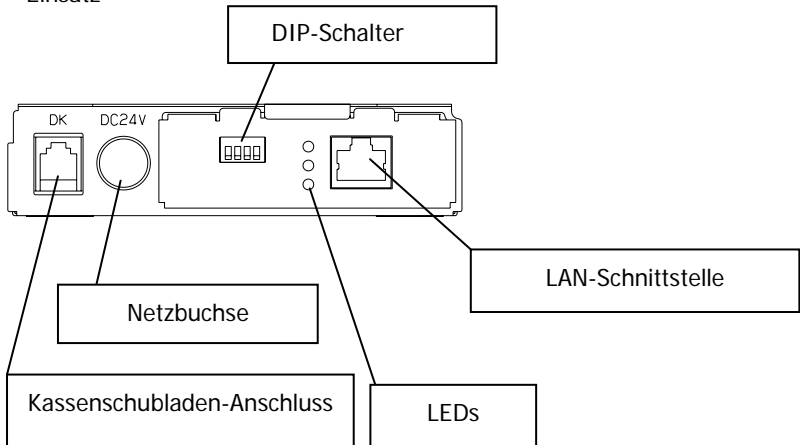 Einsatz
DIP-Schalter
DK DC24V
LAN-Schnittstelle
Netzbuchse
Kassenschubladen-Anschluss
LEDs